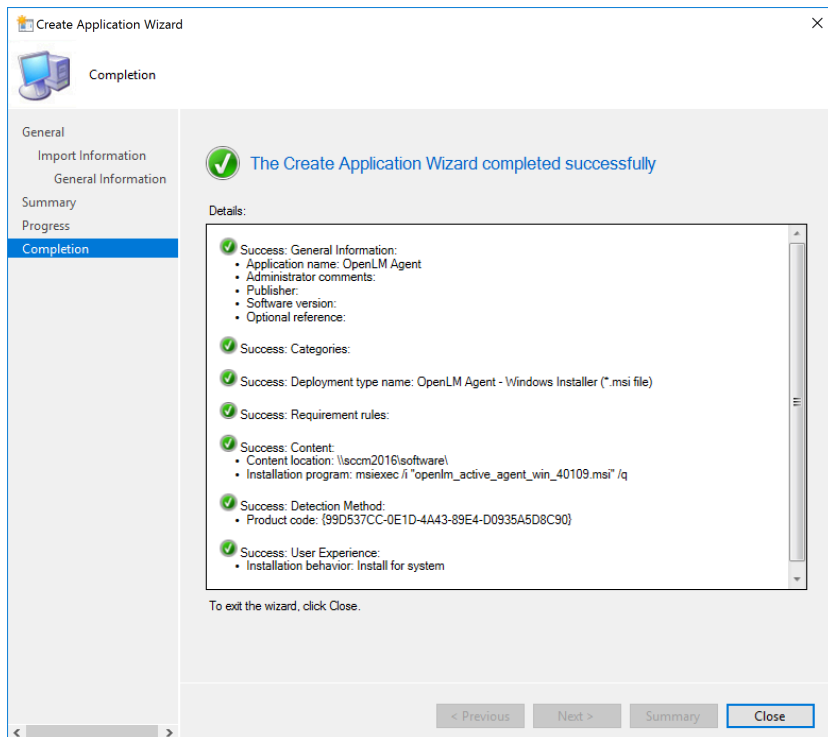 Create Application Wizard
Completion
General
Import Information
General Information
Summary
Progress
Completion
The Create Application Wizard completed successfully
Details:
Success: General Information:
• Application name: OpenLM Agent
• Administrator comments:
• Publisher:
• Software version:
• Optional reference:
Success: Categories:
Success: Deployment type name: OpenLM Agent - Windows Installer (*.msi file)
Success: Requirement rules:
Success: Content:
• Content location: \\sccm2016\software\
• Installation program: msiexec /i "openlm_active_agent_win_40109.msi" /q
Success: Detection Method:
• Product code: {99D537CC-0E1D-4A43-89E4-D0935A5D8C90}
Success: User Experience:
• Installation behavior: Install for system
To exit the wizard, click Close.
< Previous
Next >
Summary
Close